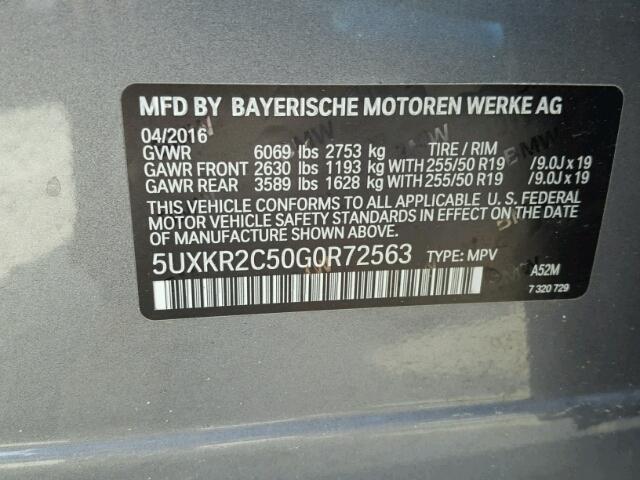 MFD BY BAYERISCHE MOTOREN WERKE AG
04/2016
GVWR 6069 lbs 2753 kg TIRE / RIM
GAWR FRONT 2630 lbs 1193 kg WITH 255/50 R19 /9.0J x 19
GAWR REAR 3589 lbs 1628 kg WITH 255/50 R19 /9.0J x 19
THIS VEHICLE CONFORMS TO ALL APPLICABLE U. S. FEDERAL
MOTOR VEHICLE SAFETY STANDARDS IN EFFECT ON THE DATE
OF MANUFACTURE SHOWN ABOVE.
5UXKR2C50G0R72563 TYPE: MPV
A52M
7 320 729